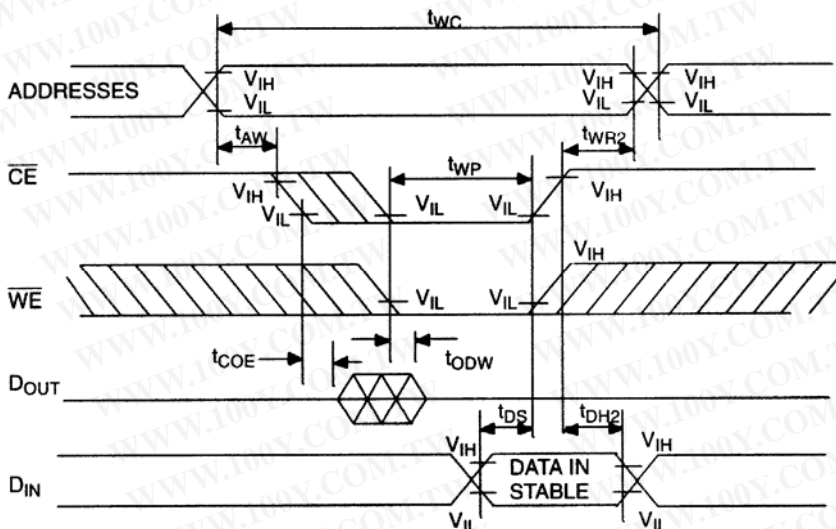 tWC
ADDRESSES
VIH
VIL
VIH
VIL
VIH
VIL
tAW
tWR2
CE
tWP
VIH
VIL
VIL
VIL
VIH
WE
VIL
VIL
VIH
tCOE
tODW
DOUT
tDS
tDH2
VIH
VIH
DIN
DATA IN
STABLE
VIL
VIL
WWW.100Y.COM.TW